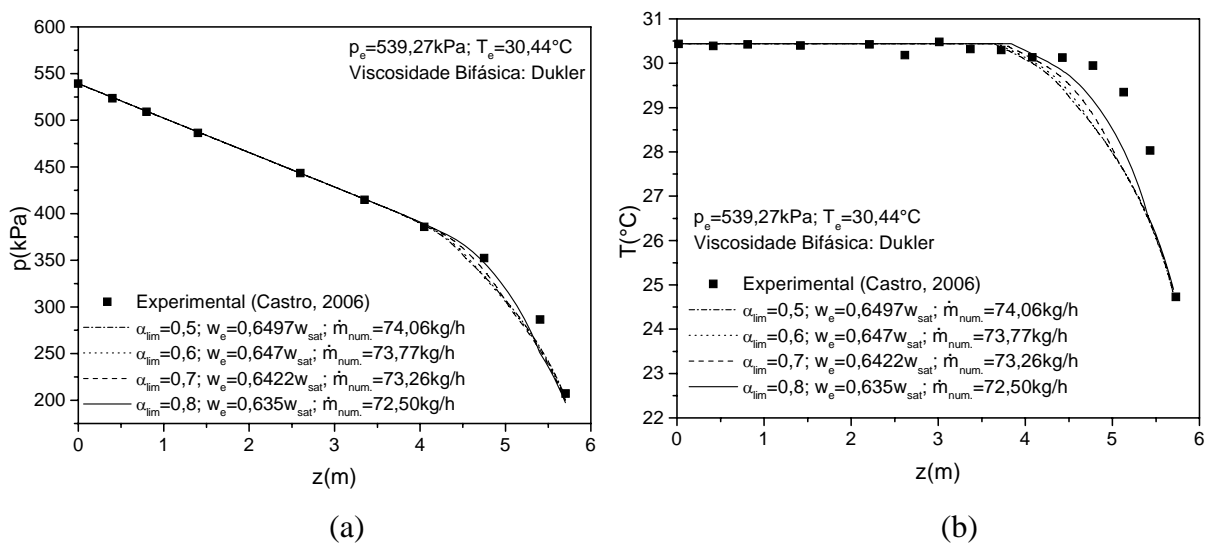 600
550
500
450
400
350
300
250
200
p(kPa)
p_e=539,27kPa; T_e=30,44°C
Viscosidade Bifásica: Dukler
Experimental (Castro, 2006)
α_lim=0,5; w_e=0,6497w_sat; ṁ_num.=74,06kg/h
α_lim=0,6; w_e=0,647w_sat; ṁ_num.=73,77kg/h
α_lim=0,7; w_e=0,6422w_sat; ṁ_num.=73,26kg/h
α_lim=0,8; w_e=0,635w_sat; ṁ_num.=72,50kg/h
0 1 2 3 4 5 6
z(m)
(a)
31
30
29
28
27
26
25
24
23
22
T(°C)
p_e=539,27kPa; T_e=30,44°C
Viscosidade Bifásica: Dukler
Experimental (Castro, 2006)
α_lim=0,5; w_e=0,6497w_sat; ṁ_num.=74,06kg/h
α_lim=0,6; w_e=0,647w_sat; ṁ_num.=73,77kg/h
α_lim=0,7; w_e=0,6422w_sat; ṁ_num.=73,26kg/h
α_lim=0,8; w_e=0,635w_sat; ṁ_num.=72,50kg/h
0 1 2 3 4 5 6
z(m)
(b)